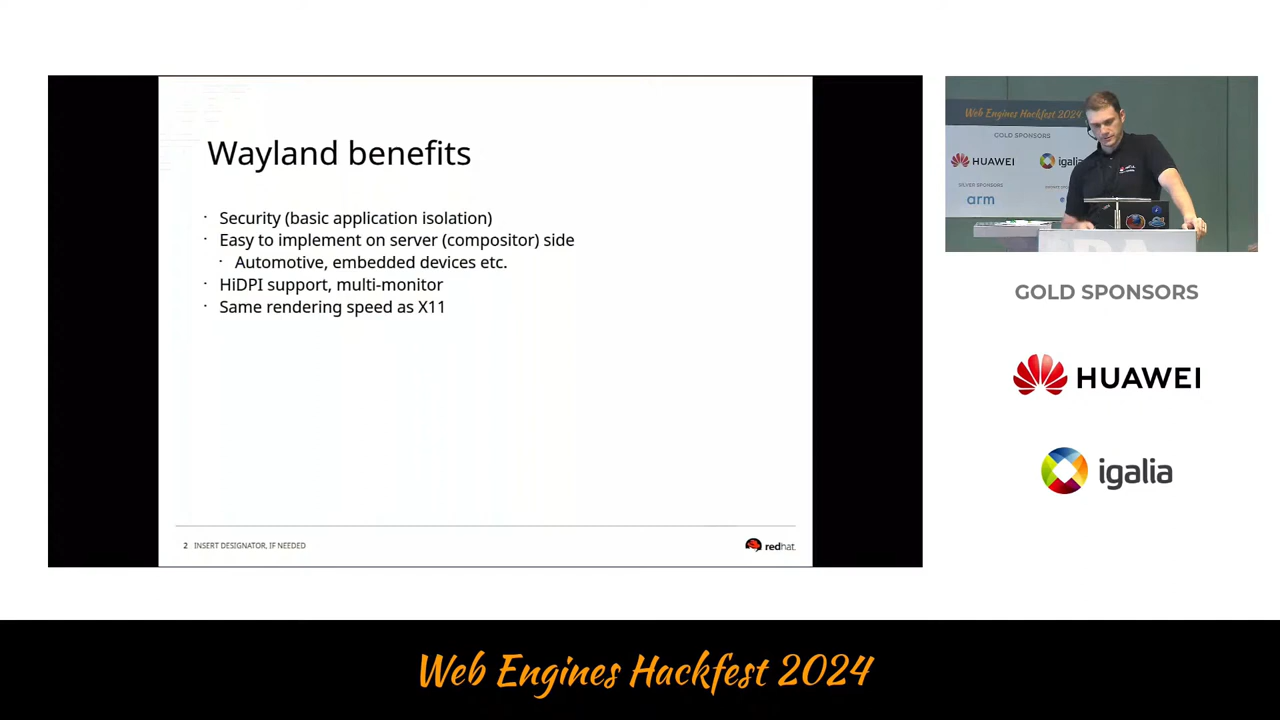 Wayland benefits
· Security (basic application isolation)
· Easy to implement on server (compositor) side
· Automotive, embedded devices etc.
· HiDPI support, multi-monitor
· Same rendering speed as X11
2 INSERT DESIGNATOR, IF NEEDED
redhat.
Web Engines Hackfest 2024
GOLD SPONSORS
HUAWEI
igalia
SILVER SPONSORS
arm
GOLD SPONSORS
HUAWEI
igalia
Web Engines Hackfest 2024